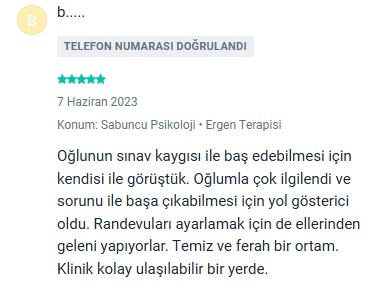 B
b.....
TELEFON NUMARASI DOĞRULANDI
7 Haziran 2023
Konum: Sabuncu Psikoloji • Ergen Terapisi
Oğlunun sınav kaygısı ile baş edebilmesi için
kendisi ile görüştük. Oğlumla çok ilgilendi ve
sorunu ile başa çıkabilmesi için yol gösterici
oldu. Randevuları ayarlamak için de ellerinden
geleni yapıyorlar. Temiz ve ferah bir ortam.
Klinik kolay ulaşılabilir bir yerde.